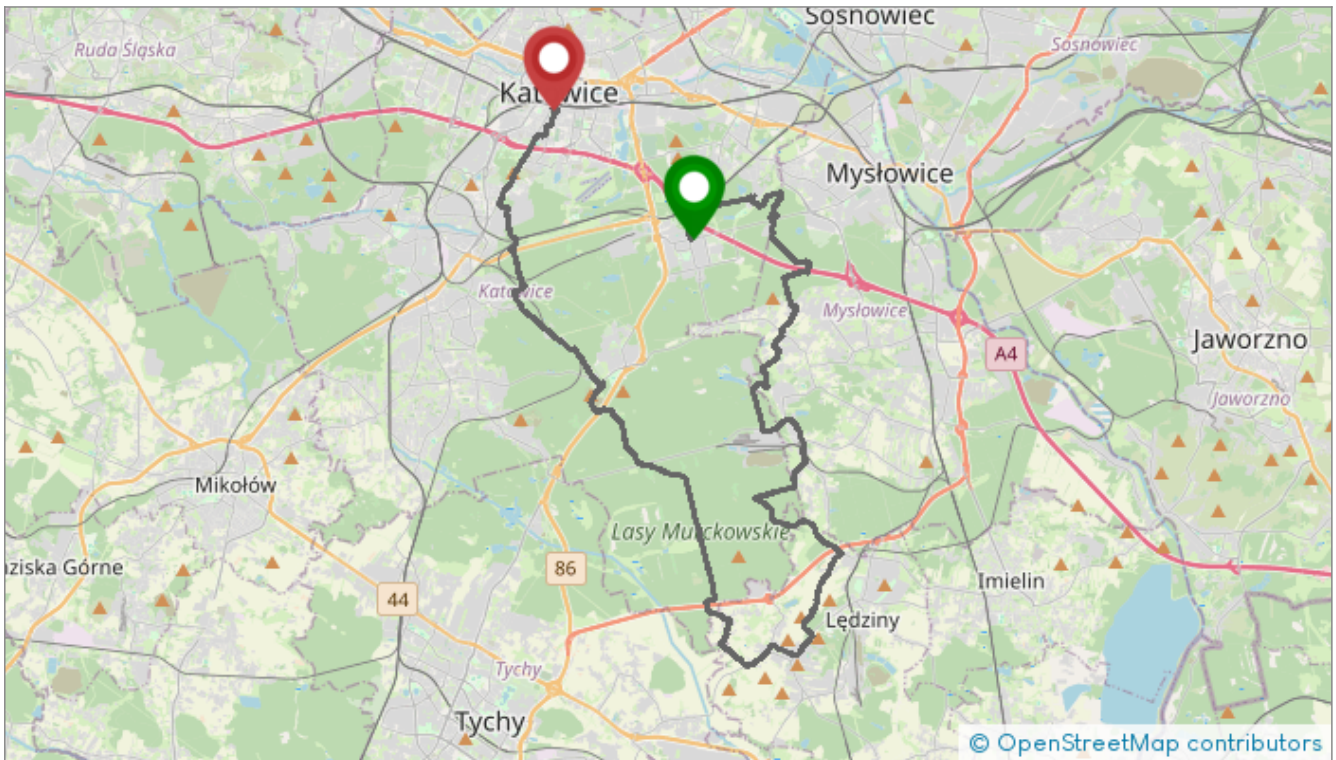 Sosnowiec
Ruda Śląska
Sosnowiec
Katowice
Mysłowice
Katowice
Mysłowice
Jaworzno
A4
Jaworzno
Mikołów
Lasy Murckowskie
ziska Górne
86
Imielin
44
Lędziny
Tychy
Tychy
© OpenStreetMap contributors